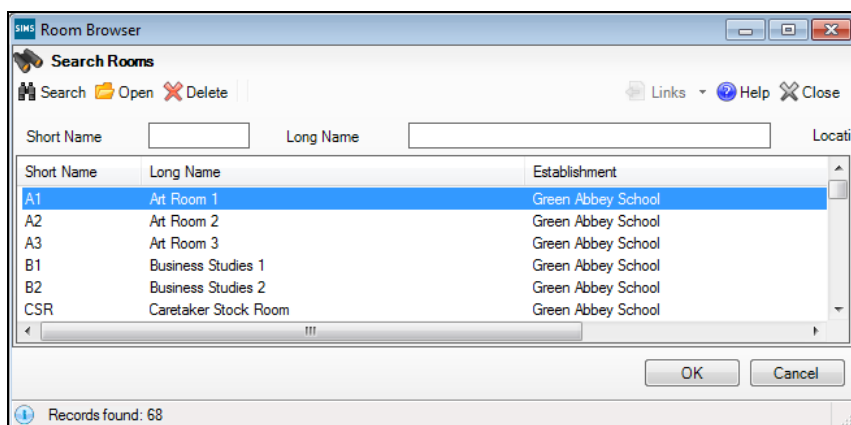 SIMS Room Browser
Search Rooms
Search Open Delete Links Help Close
Short Name Long Name Locati
Short Name Long Name Establishment
A1 Art Room 1 Green Abbey School
A2 Art Room 2 Green Abbey School
A3 Art Room 3 Green Abbey School
B1 Business Studies 1 Green Abbey School
B2 Business Studies 2 Green Abbey School
CSR Caretaker Stock Room Green Abbey School
OK Cancel
Records found: 68